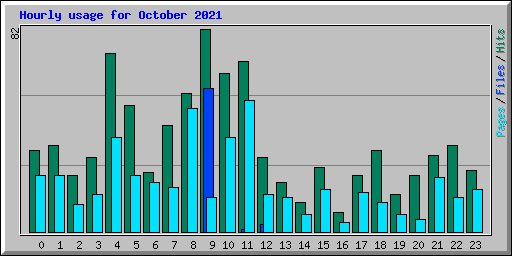 Hourly usage for October 2021
82
Pages/Files/Hits
0 1 2 3 4 5 6 7 8 9 10 11 12 13 14 15 16 17 18 19 20 21 22 23